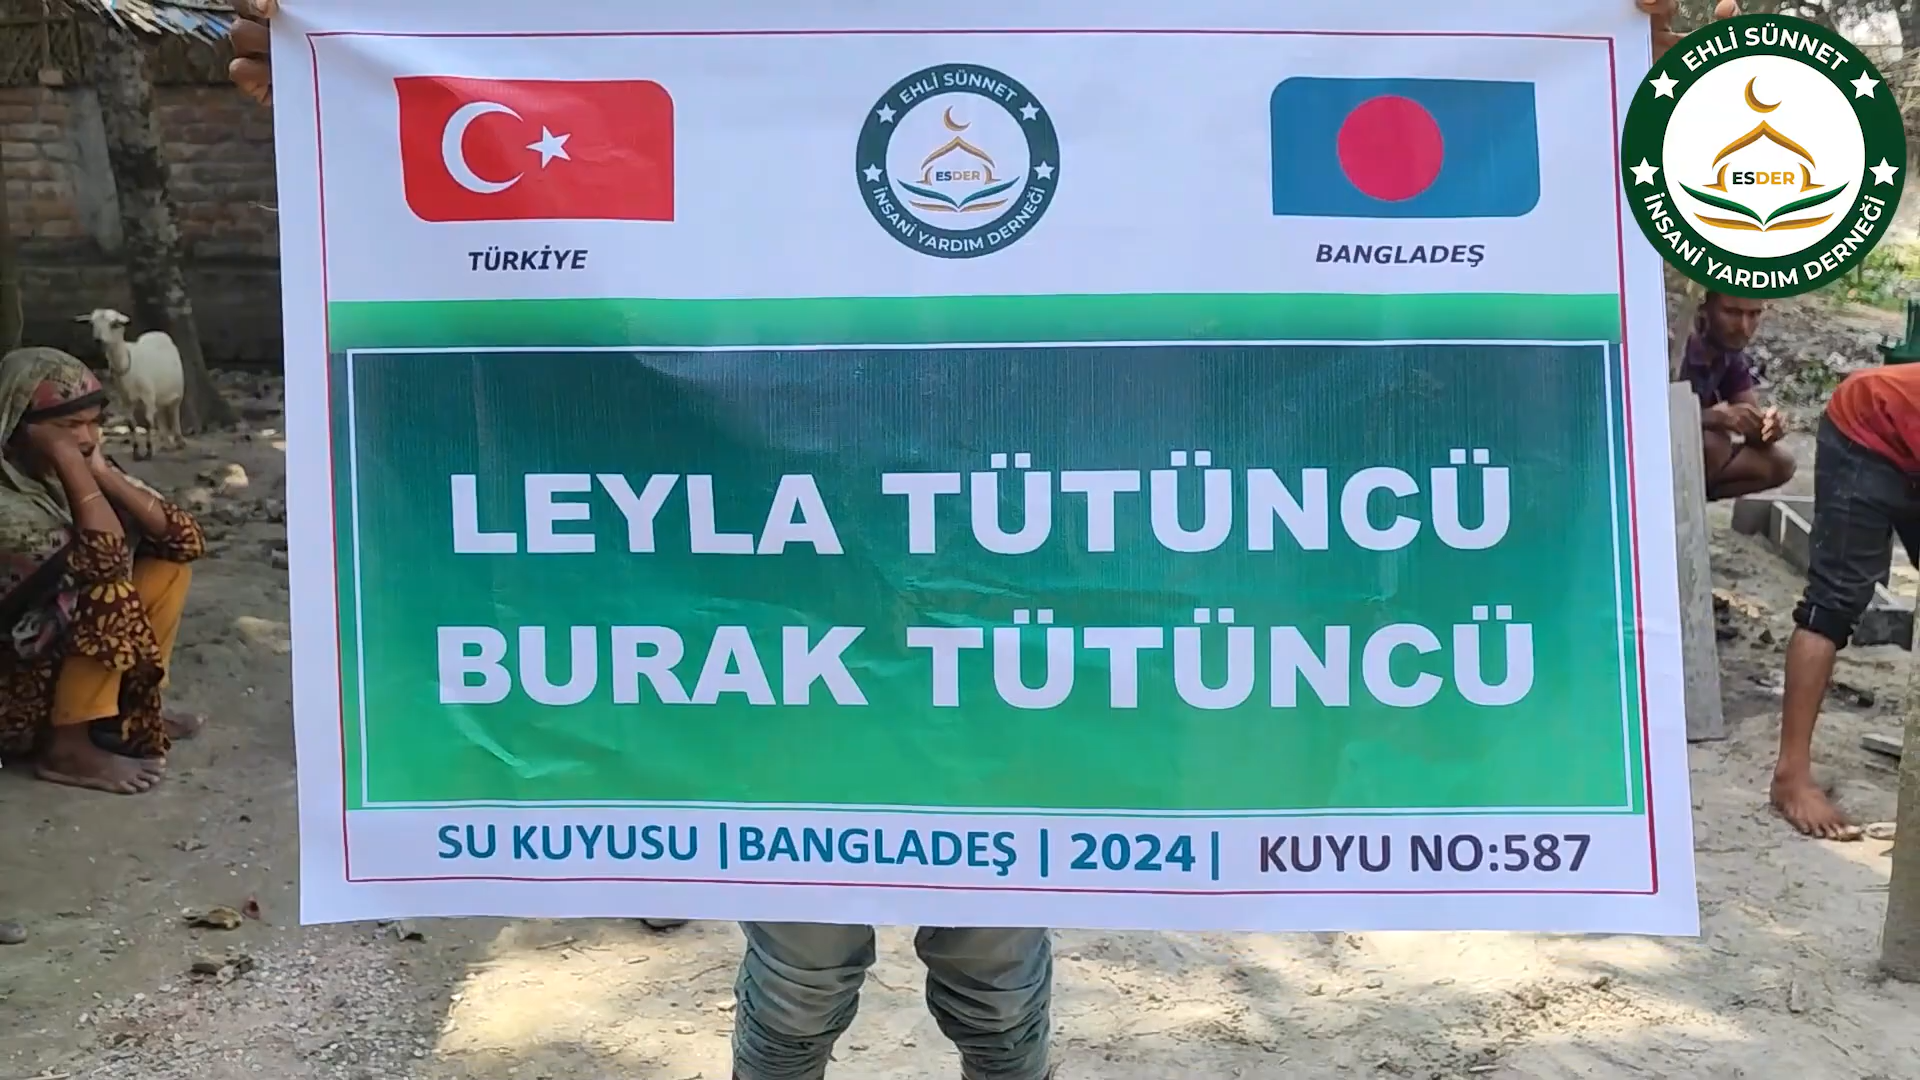 EHLİ SÜNNET
ESDER
İNSANİ YARDIM DERNEĞİ
EHLİ SÜNNET
ESDER
İNSANİ YARDIM DERNEĞİ
TÜRKİYE
BANGLADEŞ
LEYLA TÜTÜNCÜ
BURAK TÜTÜNCÜ
SU KUYUSU |BANGLADEŞ | 2024| KUYU NO:587